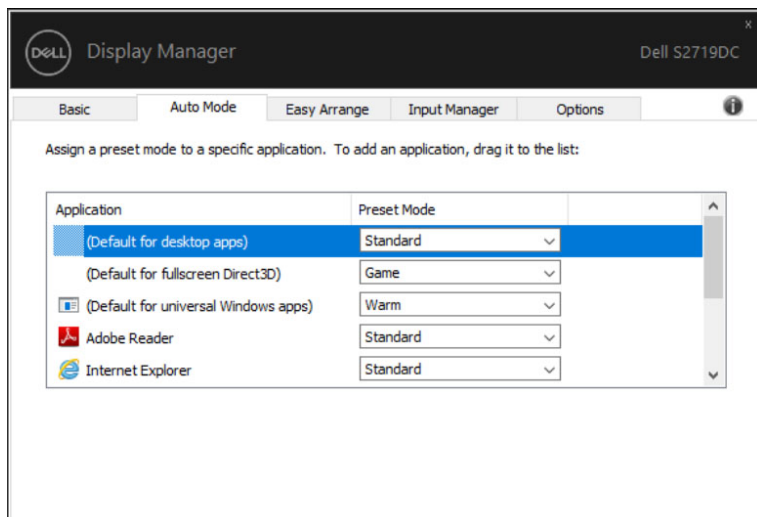 x
DELL Display Manager Dell S2719DC
Basic Auto Mode Easy Arrange Input Manager Options i
Assign a preset mode to a specific application. To add an application, drag it to the list:
Application Preset Mode
(Default for desktop apps) Standard
(Default for fullscreen Direct3D) Game
(Default for universal Windows apps) Warm
Adobe Reader Standard
Internet Explorer Standard